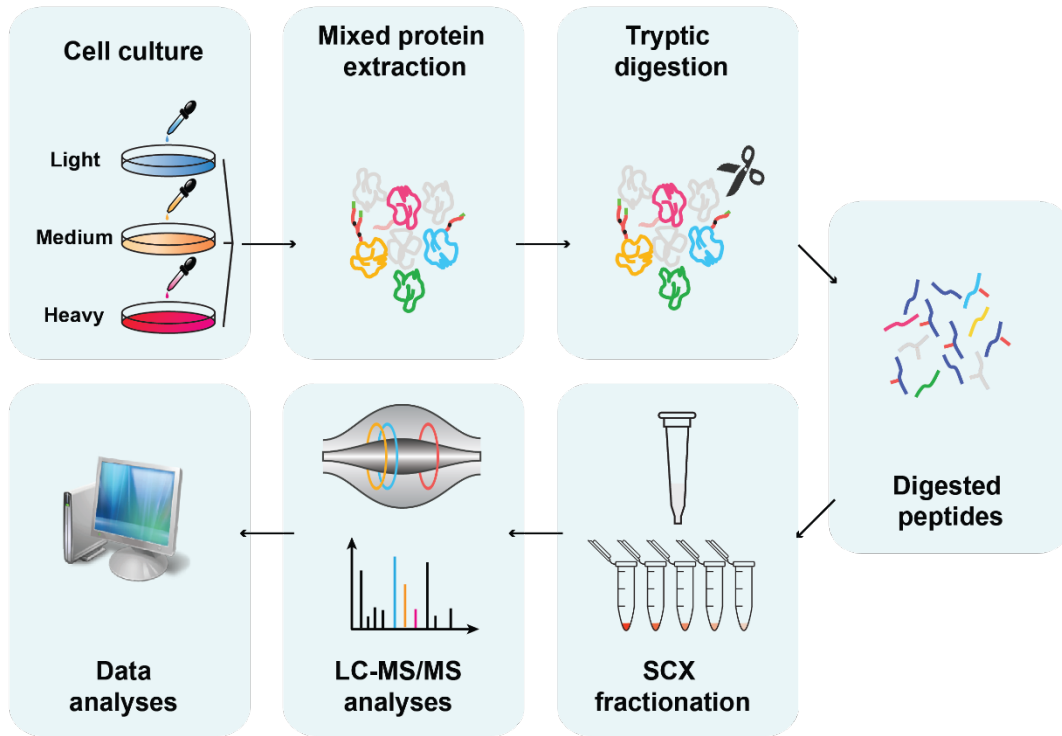 Cell culture
Light
Medium
Heavy
Mixed protein
extraction
Tryptic
digestion
Digested
peptides
SCX
fractionation
LC-MS/MS
analyses
Data
analyses